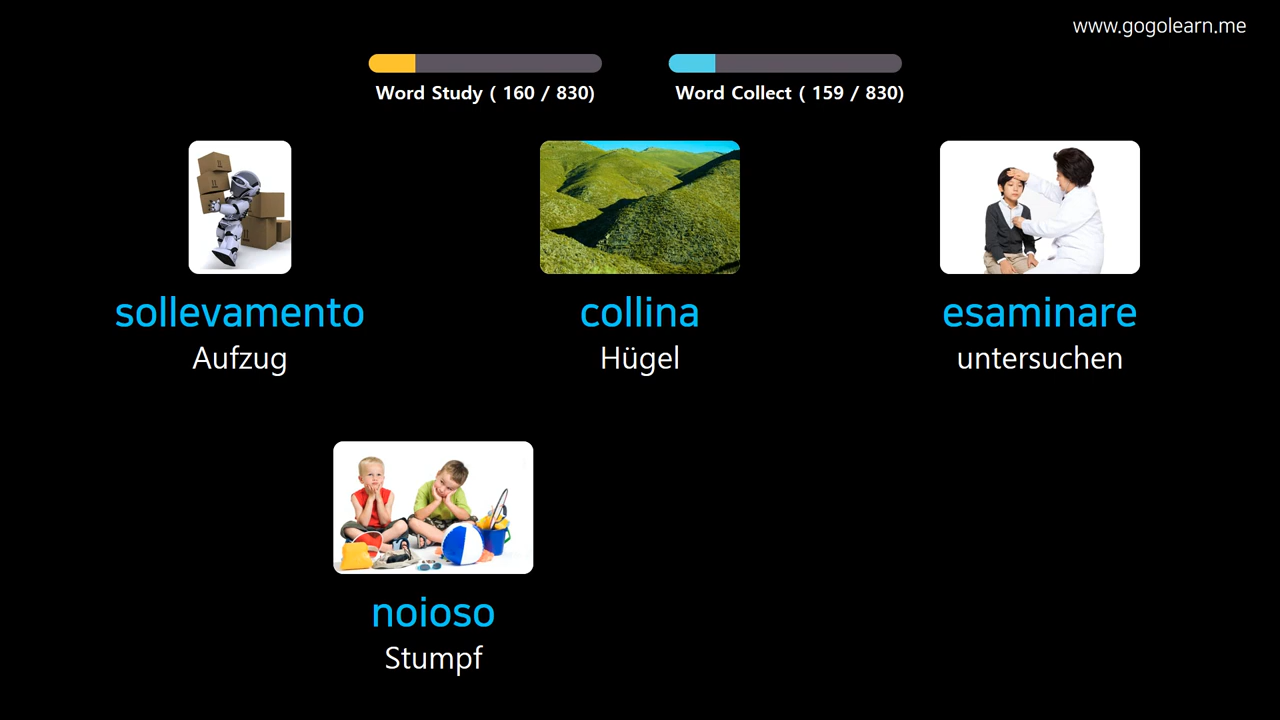 www.gogolearn.me
Word Study ( 160 / 830)
Word Collect ( 159 / 830)
sollevamento
Aufzug
collina
Hügel
esaminare
untersuchen
noioso
Stumpf